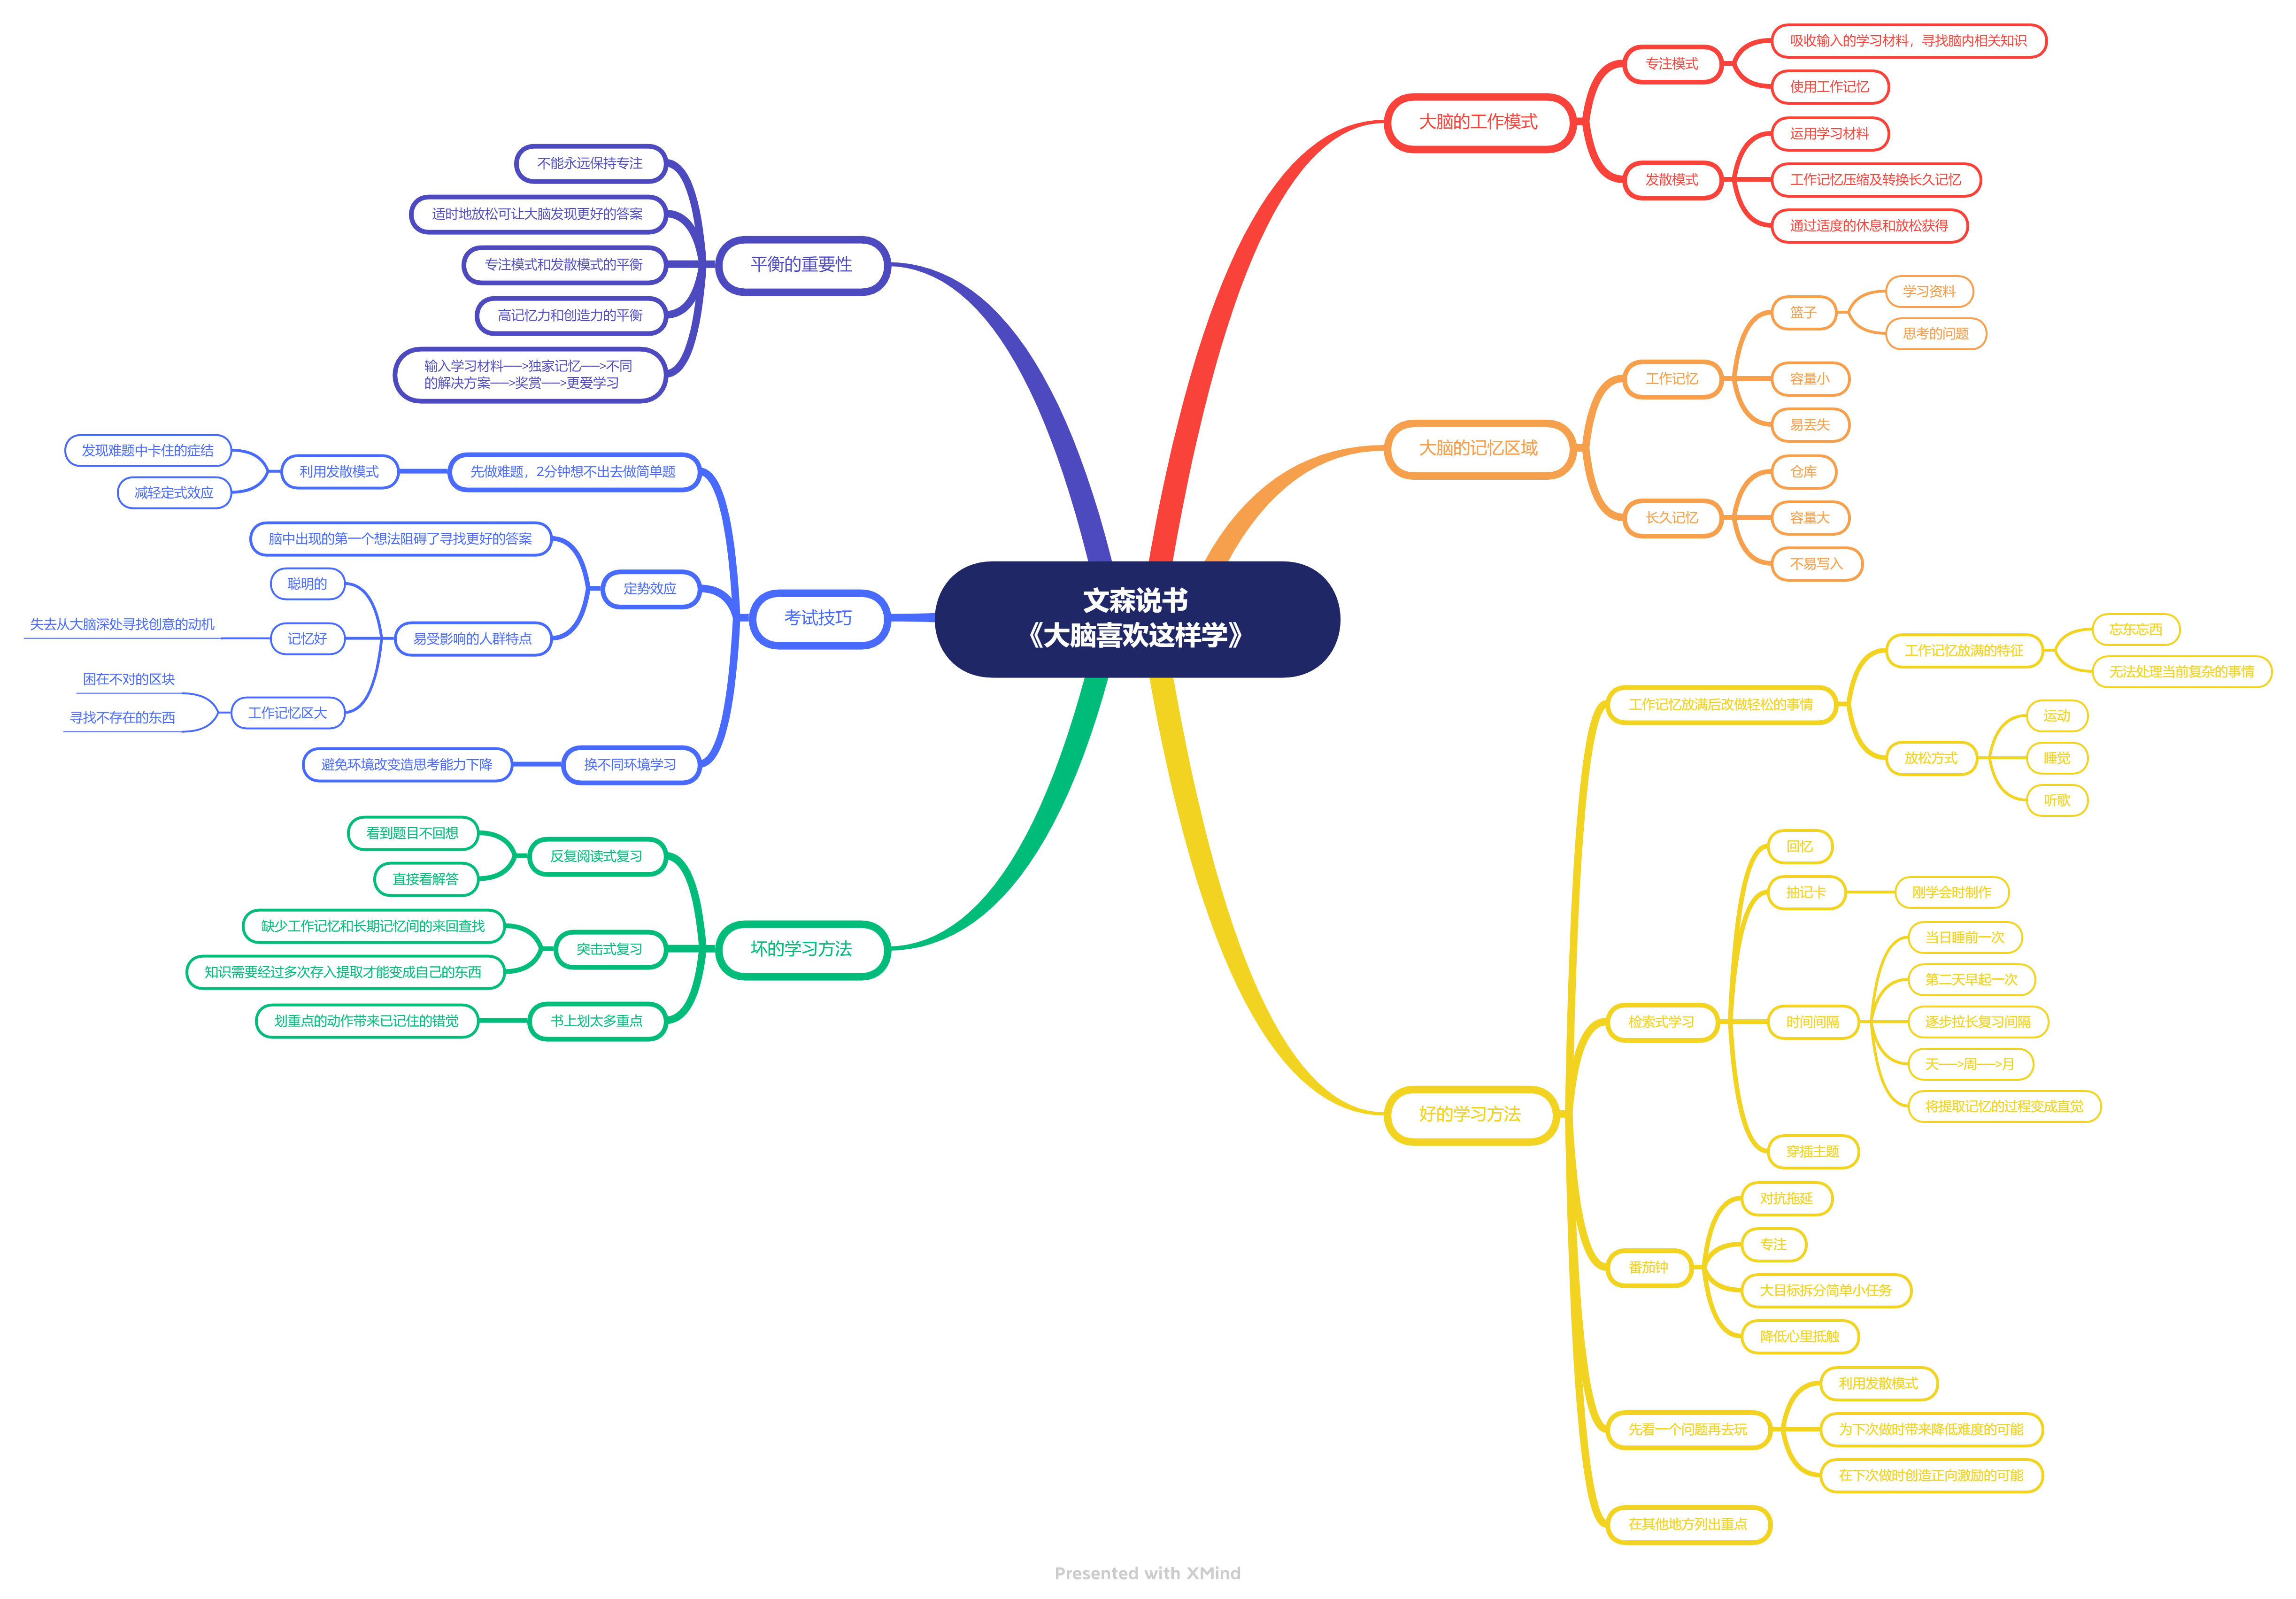 文森说书
《大脑喜欢这样学》
大脑的工作模式
专注模式
吸收输入的学习材料，寻找脑内相关知识
使用工作记忆
发散模式
运用学习材料
工作记忆压缩及转换长久记忆
通过适度的休息和放松获得
大脑的记忆区域
工作记忆
篮子
学习资料
思考的问题
容量小
易丢失
长久记忆
仓库
容量大
不易写入
好的学习方法
工作记忆放满后改做轻松的事情
工作记忆放满的特征
忘东忘西
无法处理当前复杂的事情
放松方式
运动
睡觉
听歌
检索式学习
回忆
抽记卡
刚学会时制作
时间间隔
当日睡前一次
第二天早起一次
逐步拉长复习间隔
天——>周——>月
将提取记忆的过程变成直觉
穿插主题
番茄钟
对抗拖延
专注
大目标拆分简单小任务
降低心里抵触
先看一个问题再去玩
利用发散模式
为下次做时带来降低难度的可能
在下次做时创造正向激励的可能
在其他地方列出重点
平衡的重要性
不能永远保持专注
适时地放松可让大脑发现更好的答案
专注模式和发散模式的平衡
高记忆力和创造力的平衡
输入学习材料——>独家记忆——>不同
的解决方案——>奖赏——>更爱学习
考试技巧
先做难题，2分钟想不出去做简单题
利用发散模式
发现难题中卡住的症结
减轻定式效应
定势效应
脑中出现的第一个想法阻碍了寻找更好的答案
易受影响的人群特点
聪明的
记忆好
失去从大脑深处寻找创意的动机
工作记忆区大
困在不对的区块
寻找不存在的东西
换不同环境学习
避免环境改变造思考能力下降
坏的学习方法
反复阅读式复习
看到题目不回想
直接看解答
突击式复习
缺少工作记忆和长期记忆间的来回查找
知识需要经过多次存入提取才能变成自己的东西
书上划太多重点
划重点的动作带来已记住的错觉
Presented with XMind